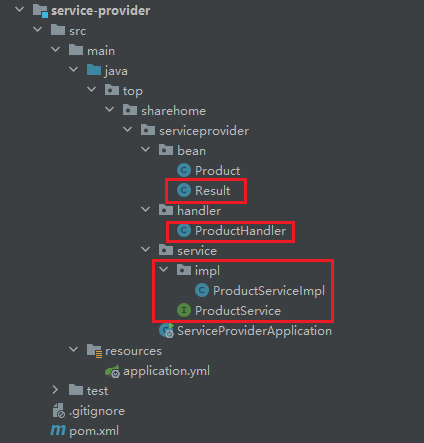 service-provider
src
main
java
top
sharehome
serviceprovider
bean
Product
Result
handler
ProductHandler
service
impl
ProductServiceImpl
ProductService
ServiceProviderApplication
resources
application.yml
test
.gitignore
pom.xml